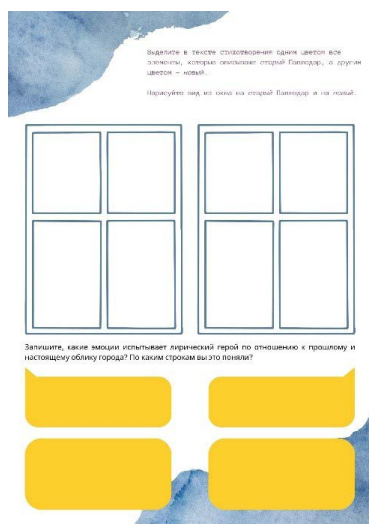 Выделите в тексте стихотворения одним цветом все
элементы, которые описывают старый Павлодар, а другим
цветом – новый.
Нарисуйте вид из окна на старый Павлодар и на новый.
Запишите, какие эмоции испытывает лирический герой по отношению к прошлому и
настоящему облику города? По каким строкам вы это поняли?